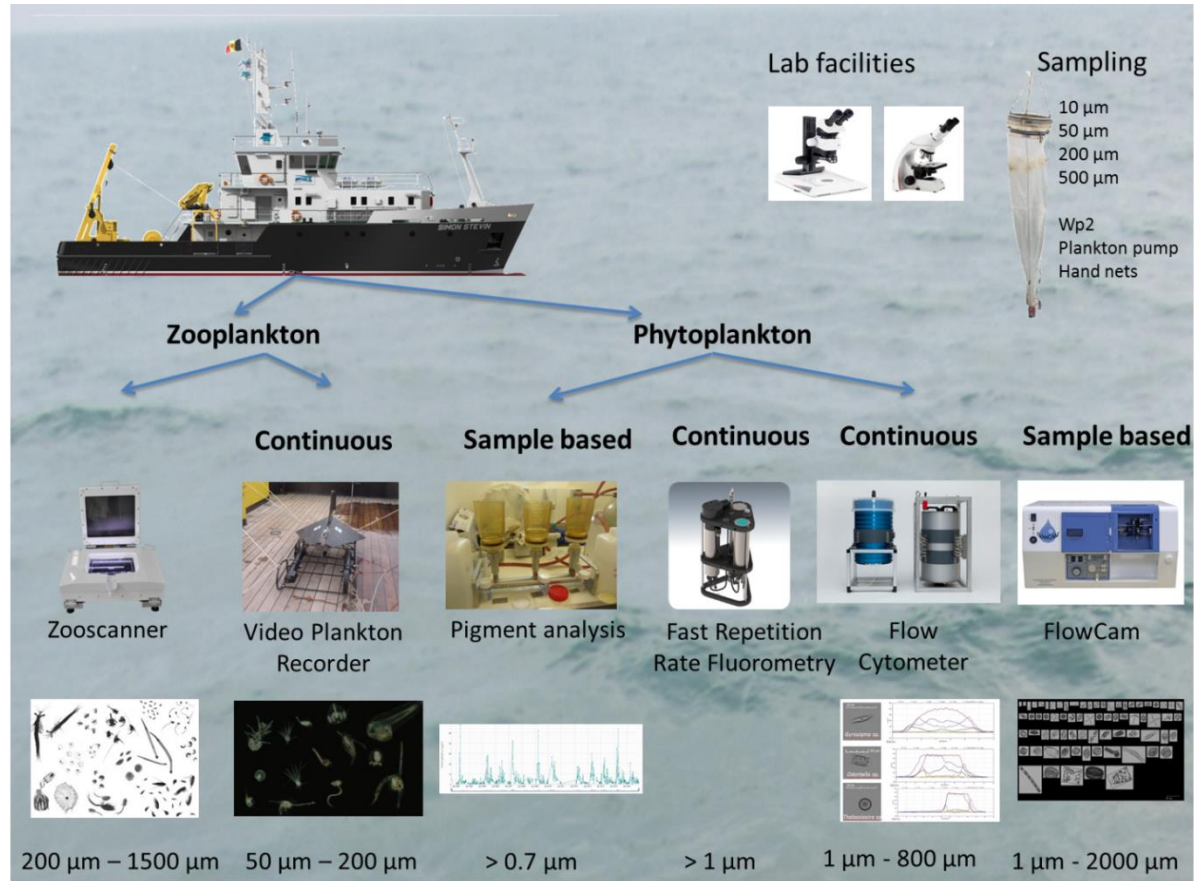 Lab facilities
Sampling
10 µm
50 µm
200 µm
500 µm
Wp2
Plankton pump
Hand nets
SIMON STEVIN
Zooplankton
Phytoplankton
Continuous
Sample based
Continuous
Continuous
Sample based
Zooscanner
Video Plankton
Recorder
Pigment analysis
Fast Repetition
Rate Fluorometry
Flow
Cytometer
FlowCam
200 µm – 1500 µm
50 µm – 200 µm
> 0.7 µm
> 1 µm
1 µm - 800 µm
1 µm - 2000 µm